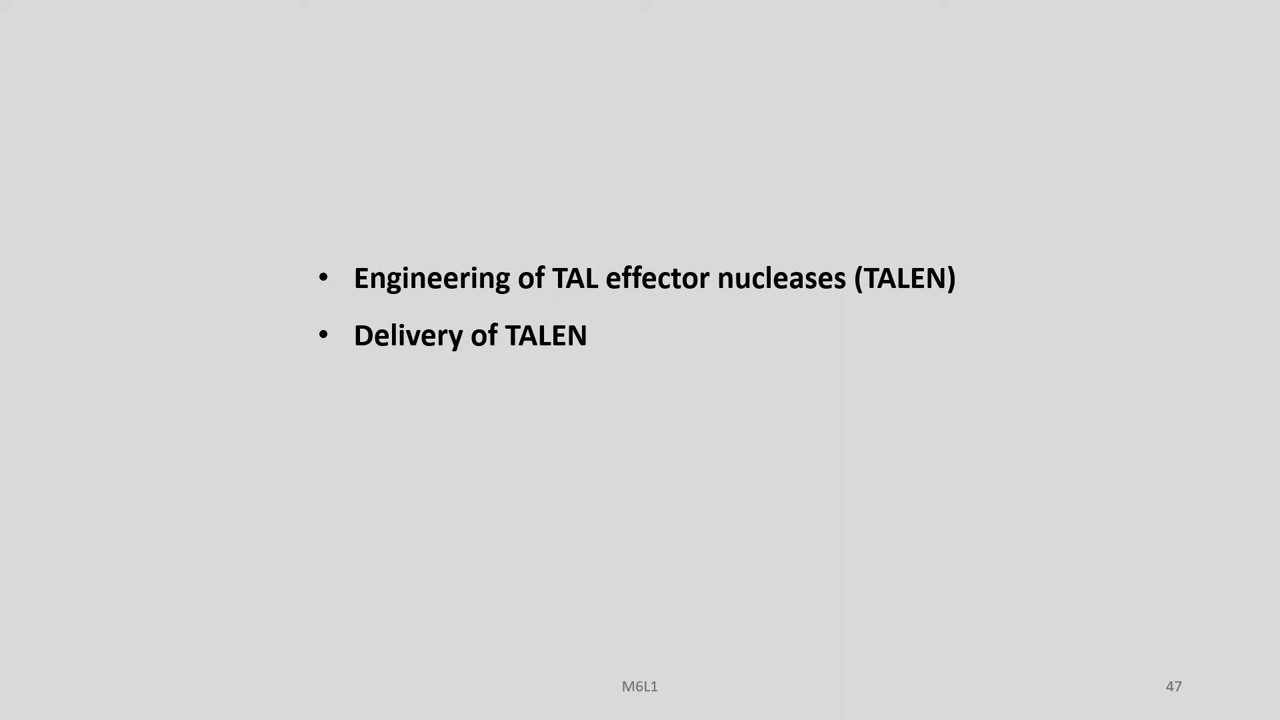 • Engineering of TAL effector nucleases (TALEN)
• Delivery of TALEN
M6L1
47